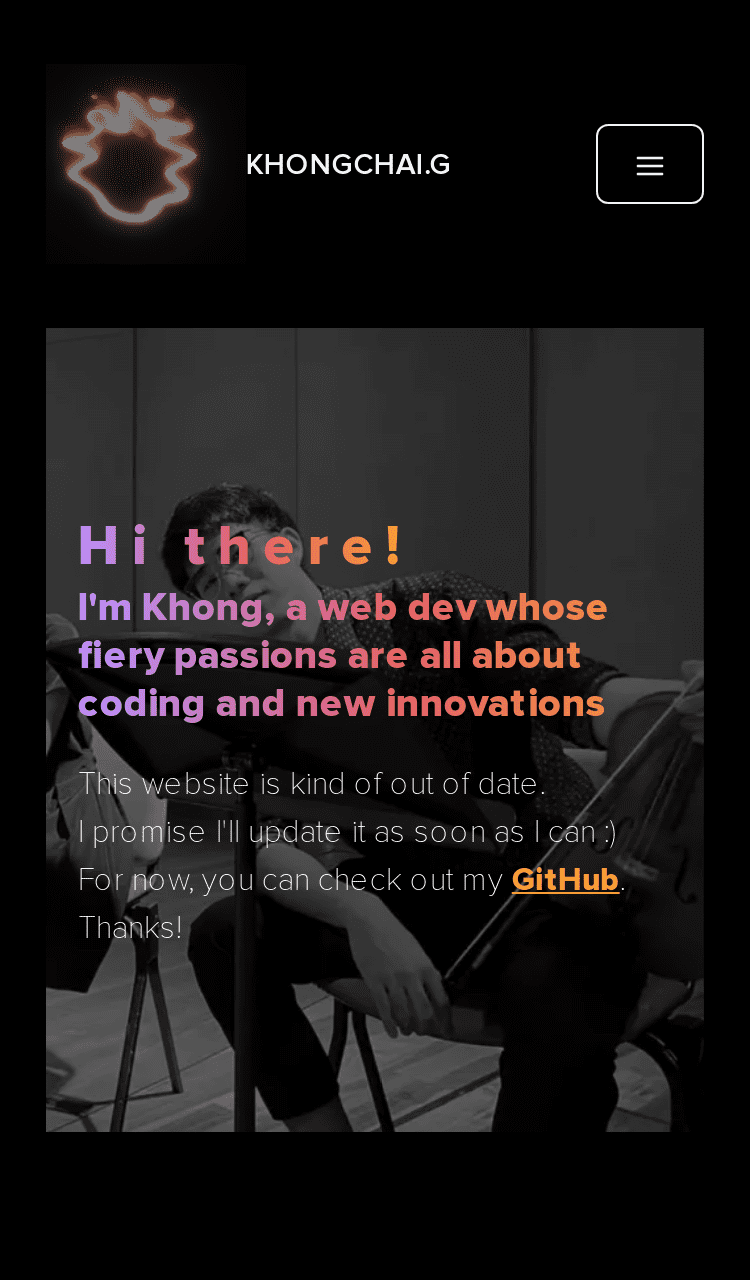 KHONGCHAI.G
Hi there!
I'm Khong, a web dev whose
fiery passions are all about
coding and new innovations
This website is kind of out of date.
I promise I'll update it as soon as I can :)
For now, you can check out my GitHub.
Thanks!